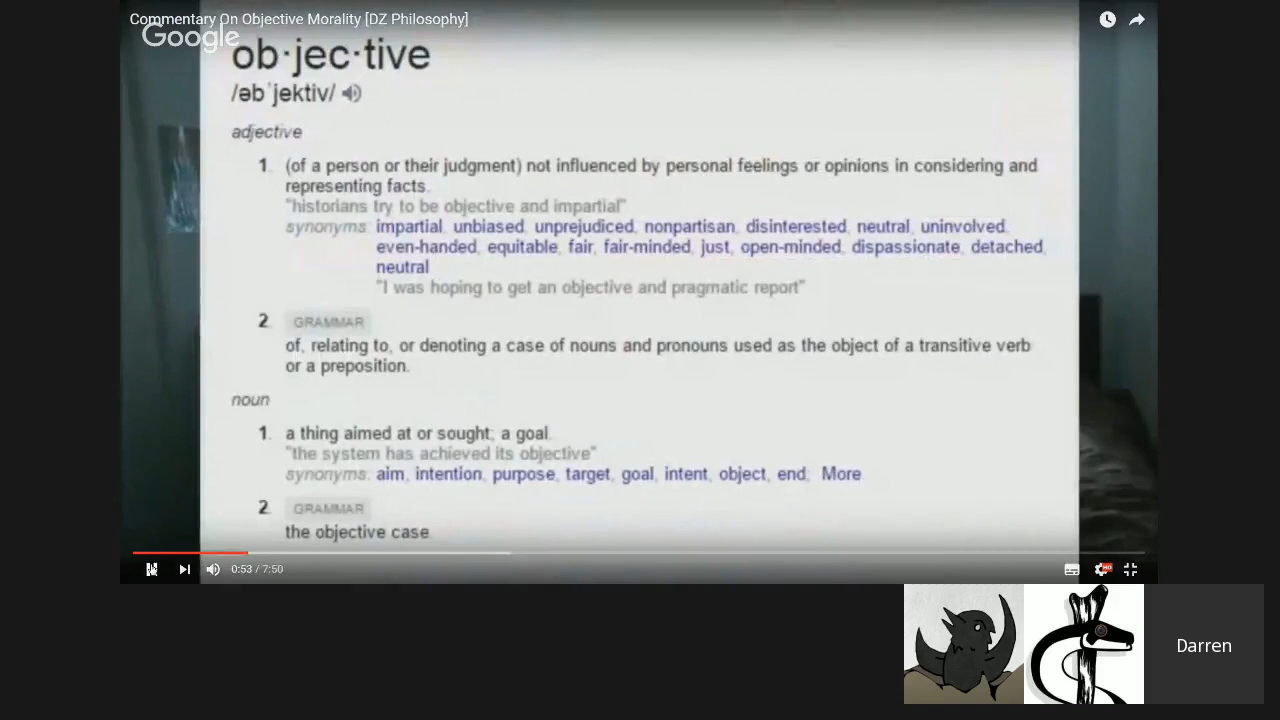 Commentary On Objective Morality [DZ Philosophy]
Google
ob·jec·tive
/əbˈjektiv/
adjective
1. (of a person or their judgment) not influenced by personal feelings or opinions in considering and
representing facts.
"historians try to be objective and impartial"
synonyms: impartial, unbiased, unprejudiced, nonpartisan, disinterested, neutral, uninvolved,
even-handed, equitable, fair, fair-minded, just, open-minded, dispassionate, detached,
neutral
"I was hoping to get an objective and pragmatic report"
2. GRAMMAR
of, relating to, or denoting a case of nouns and pronouns used as the object of a transitive verb
or a preposition.
noun
1. a thing aimed at or sought; a goal.
"the system has achieved its objective"
synonyms: aim, intention, purpose, target, goal, intent, object, end; More
2. GRAMMAR
the objective case.
0:53 / 7:50
HD
Darren